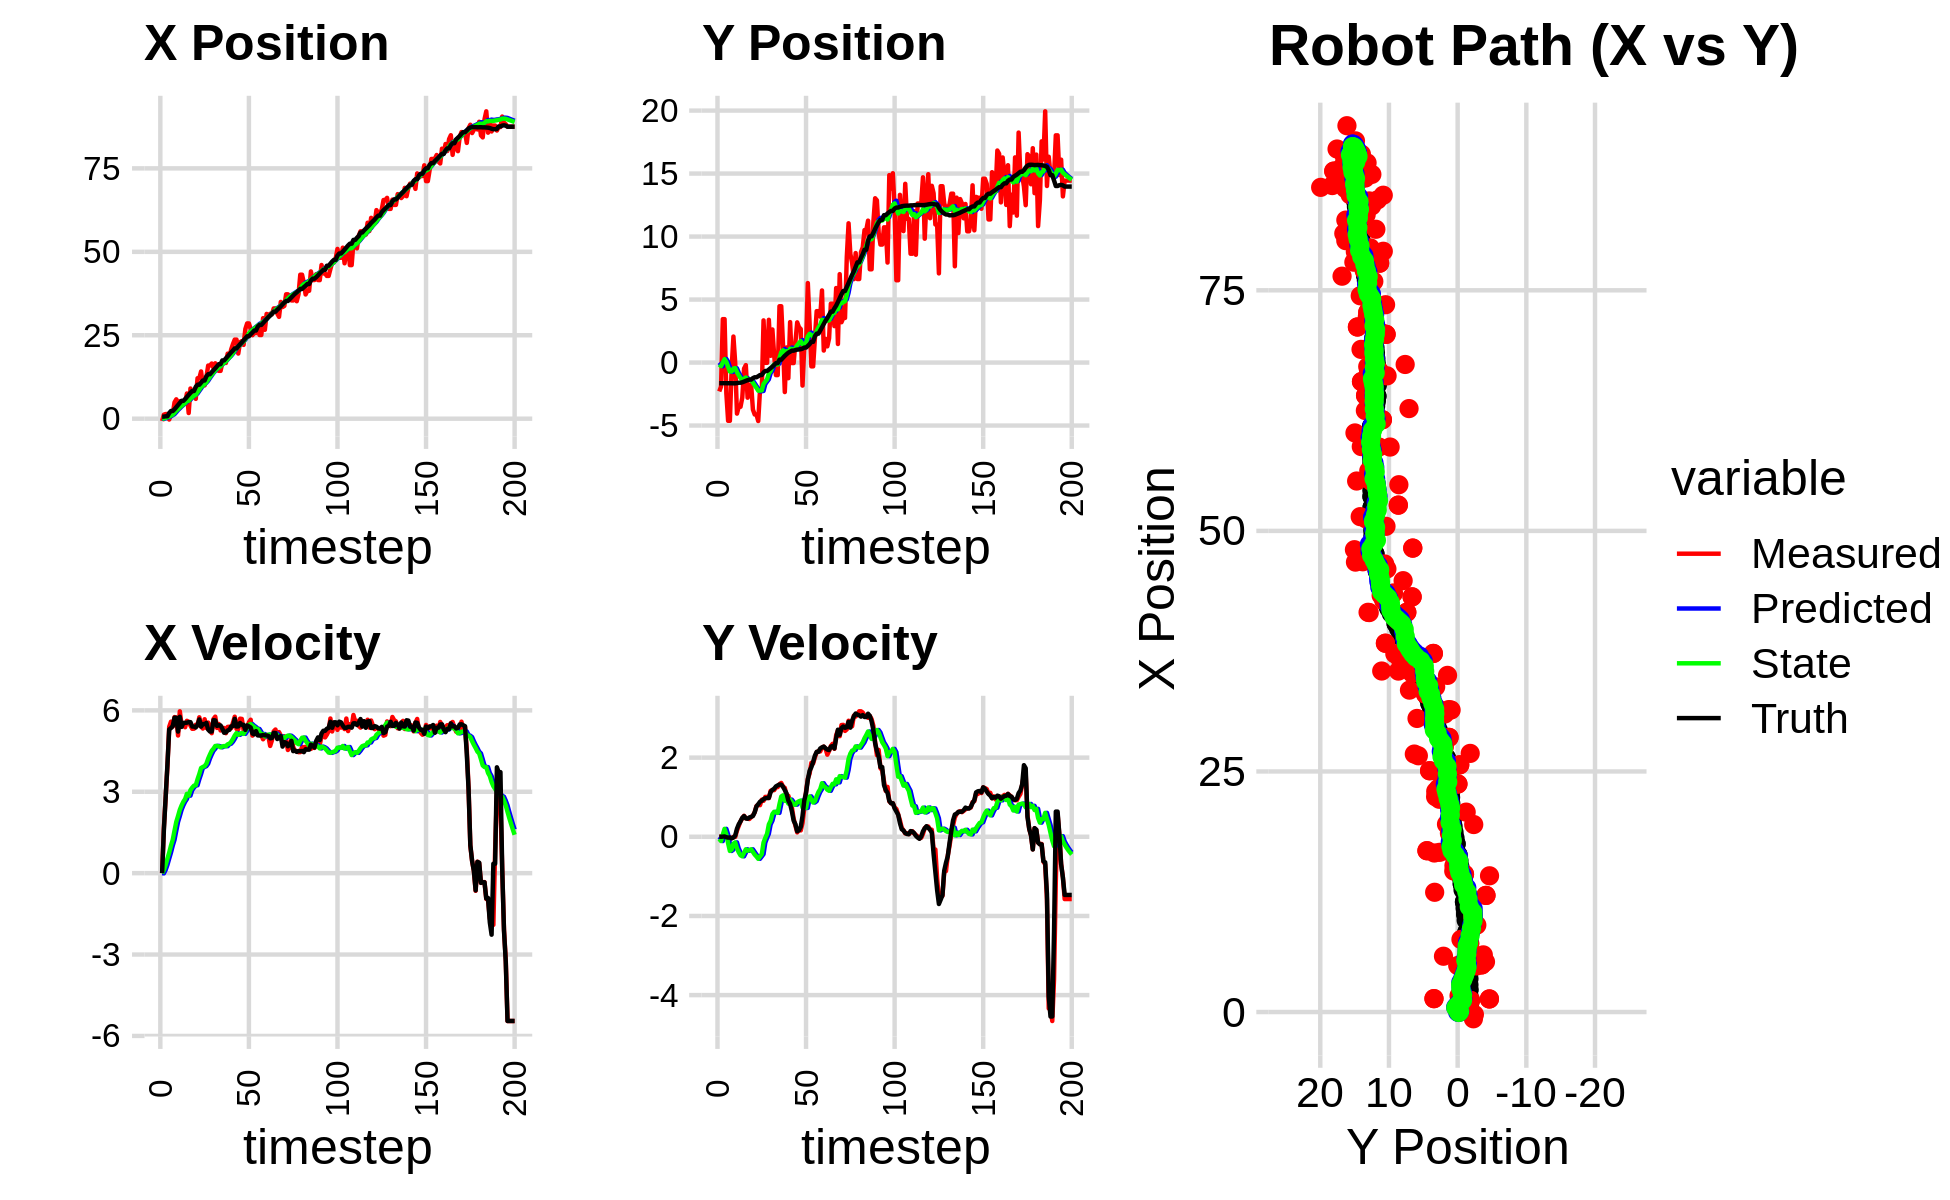 X Position
75
50
25
0
0
50
100
150
200
timestep
Y Position
20
15
10
5
0
-5
0
50
100
150
200
timestep
X Velocity
6
3
0
-3
-6
0
50
100
150
200
timestep
Y Velocity
2
0
-2
-4
0
50
100
150
200
timestep
Robot Path (X vs Y)
X Position
75
50
25
0
20 10 0 -10 -20
Y Position
variable
Measured
Predicted
State
Truth